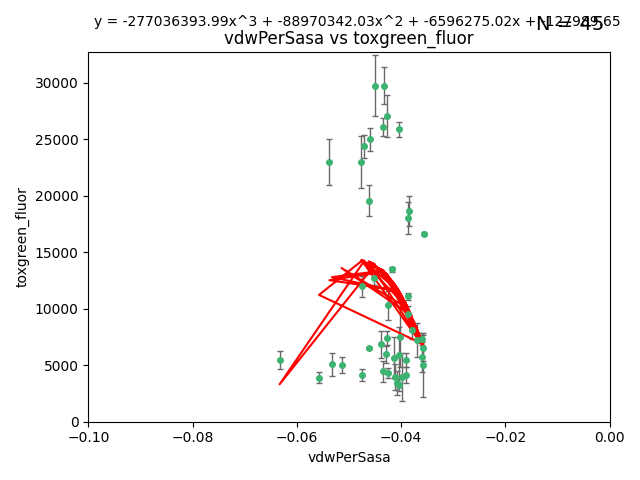 y = -277036393.99x^3 + -88970342.03x^2 + -6596275.02x + -127989.65
N = 45
vdwPerSasa vs toxgreen_fluor
30000
25000
20000
15000
10000
5000
0
toxgreen_fluor
−0.10 −0.08 −0.06 −0.04 −0.02 0.00
vdwPerSasa